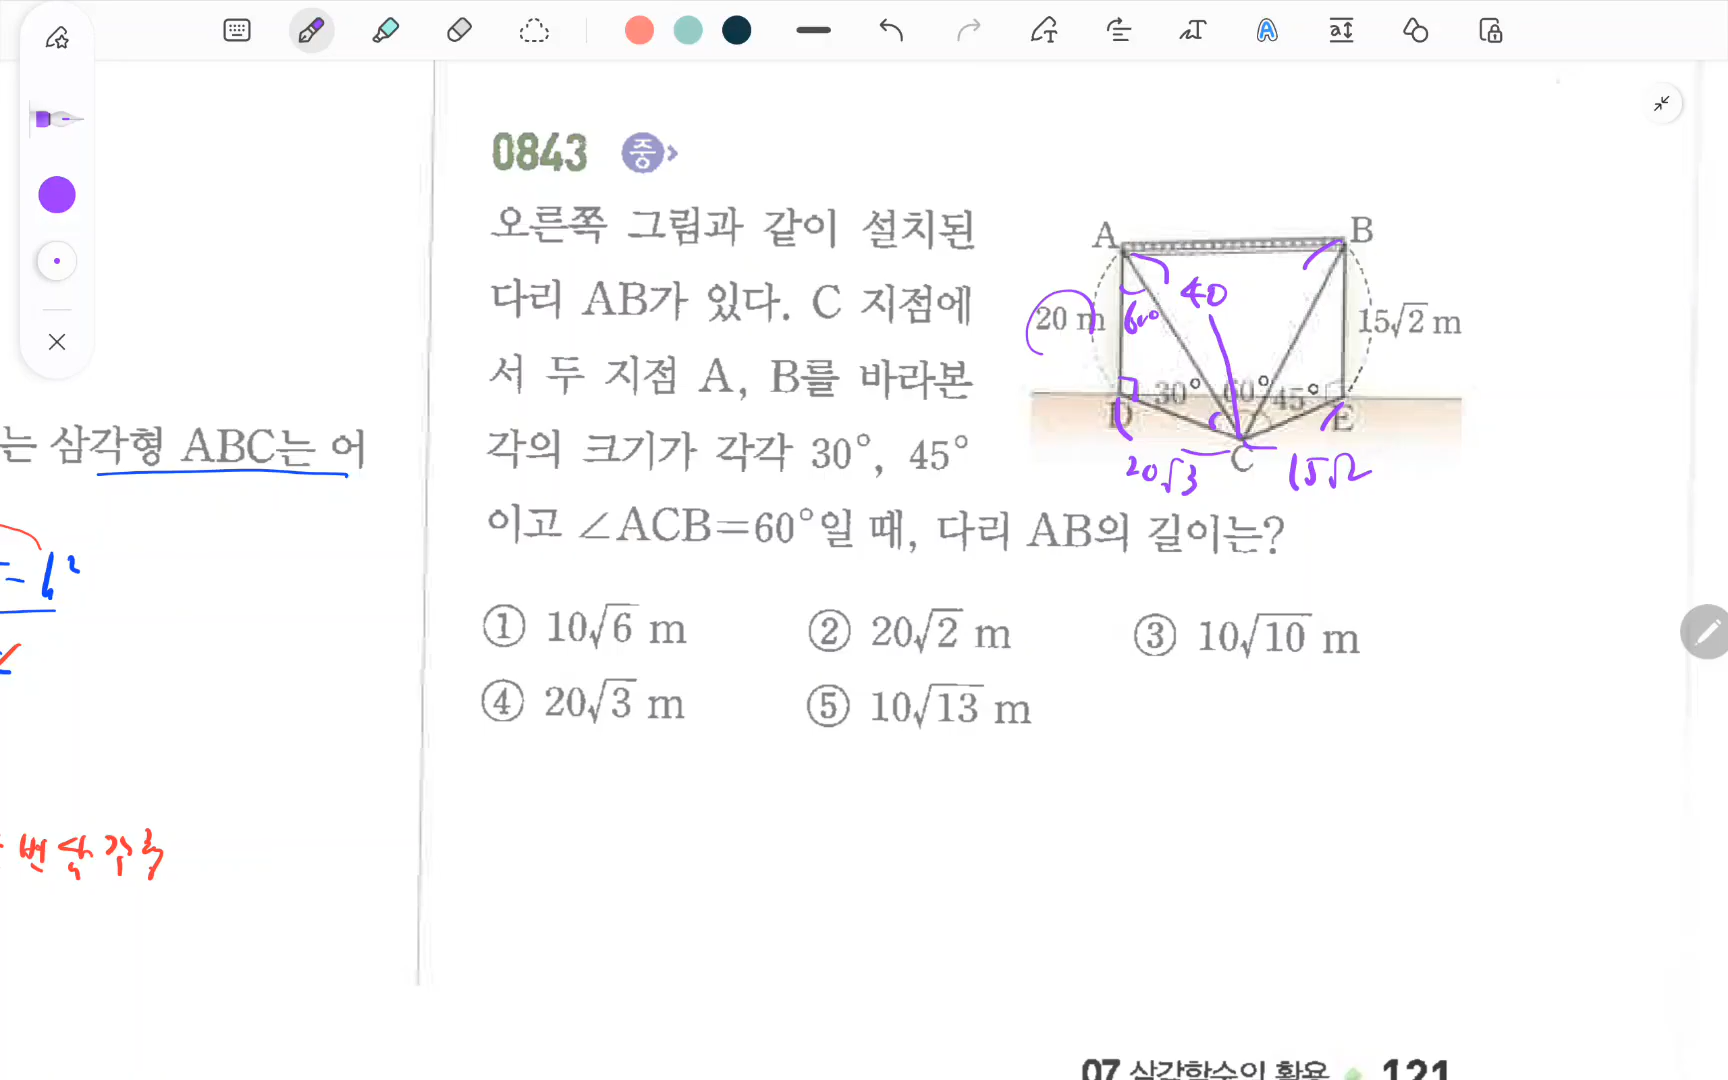 0843 중
오른쪽 그림과 같이 설치된
다리 AB가 있다. C 지점에
서 두 지점 A, B를 바라본
각의 크기가 각각 30°, 45°
이고 ∠ACB=60°일 때, 다리 AB의 길이는?
A
B
20 m
60°
40
15√2 m
30°
60°
45°
D
E
C
20√3
15√2
① 10√6 m ② 20√2 m ③ 10√10 m
④ 20√3 m ⑤ 10√13 m
는 삼각형 ABC는 어
07 삼각함수의 활용 121